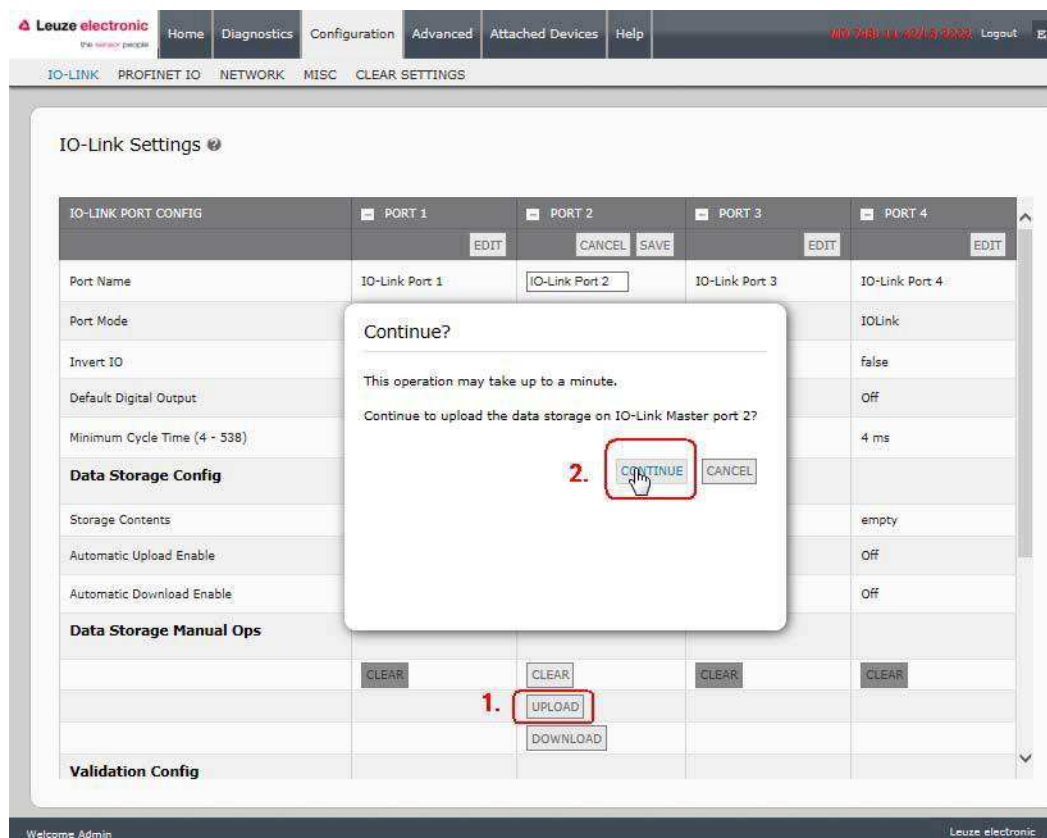 Leuze electronic
the sensor people
Home Diagnostics Configuration Advanced Attached Devices Help Logout
IO-LINK PROFINET IO NETWORK MISC CLEAR SETTINGS
IO-Link Settings ?
IO-LINK PORT CONFIG PORT 1 PORT 2 PORT 3 PORT 4
EDIT CANCEL SAVE EDIT EDIT
Port Name IO-Link Port 1 IO-Link Port 2 IO-Link Port 3 IO-Link Port 4
Port Mode IOLink
Invert IO false
Default Digital Output Off
Minimum Cycle Time (4 - 538) 4 ms
Data Storage Config
Storage Contents empty
Automatic Upload Enable Off
Automatic Download Enable Off
Data Storage Manual Ops
Continue?
This operation may take up to a minute.
Continue to upload the data storage on IO-Link Master port 2?
2. CONTINUE CANCEL
CLEAR CLEAR CLEAR CLEAR
1. UPLOAD
DOWNLOAD
Validation Config
Welcome Admin Leuze electronic